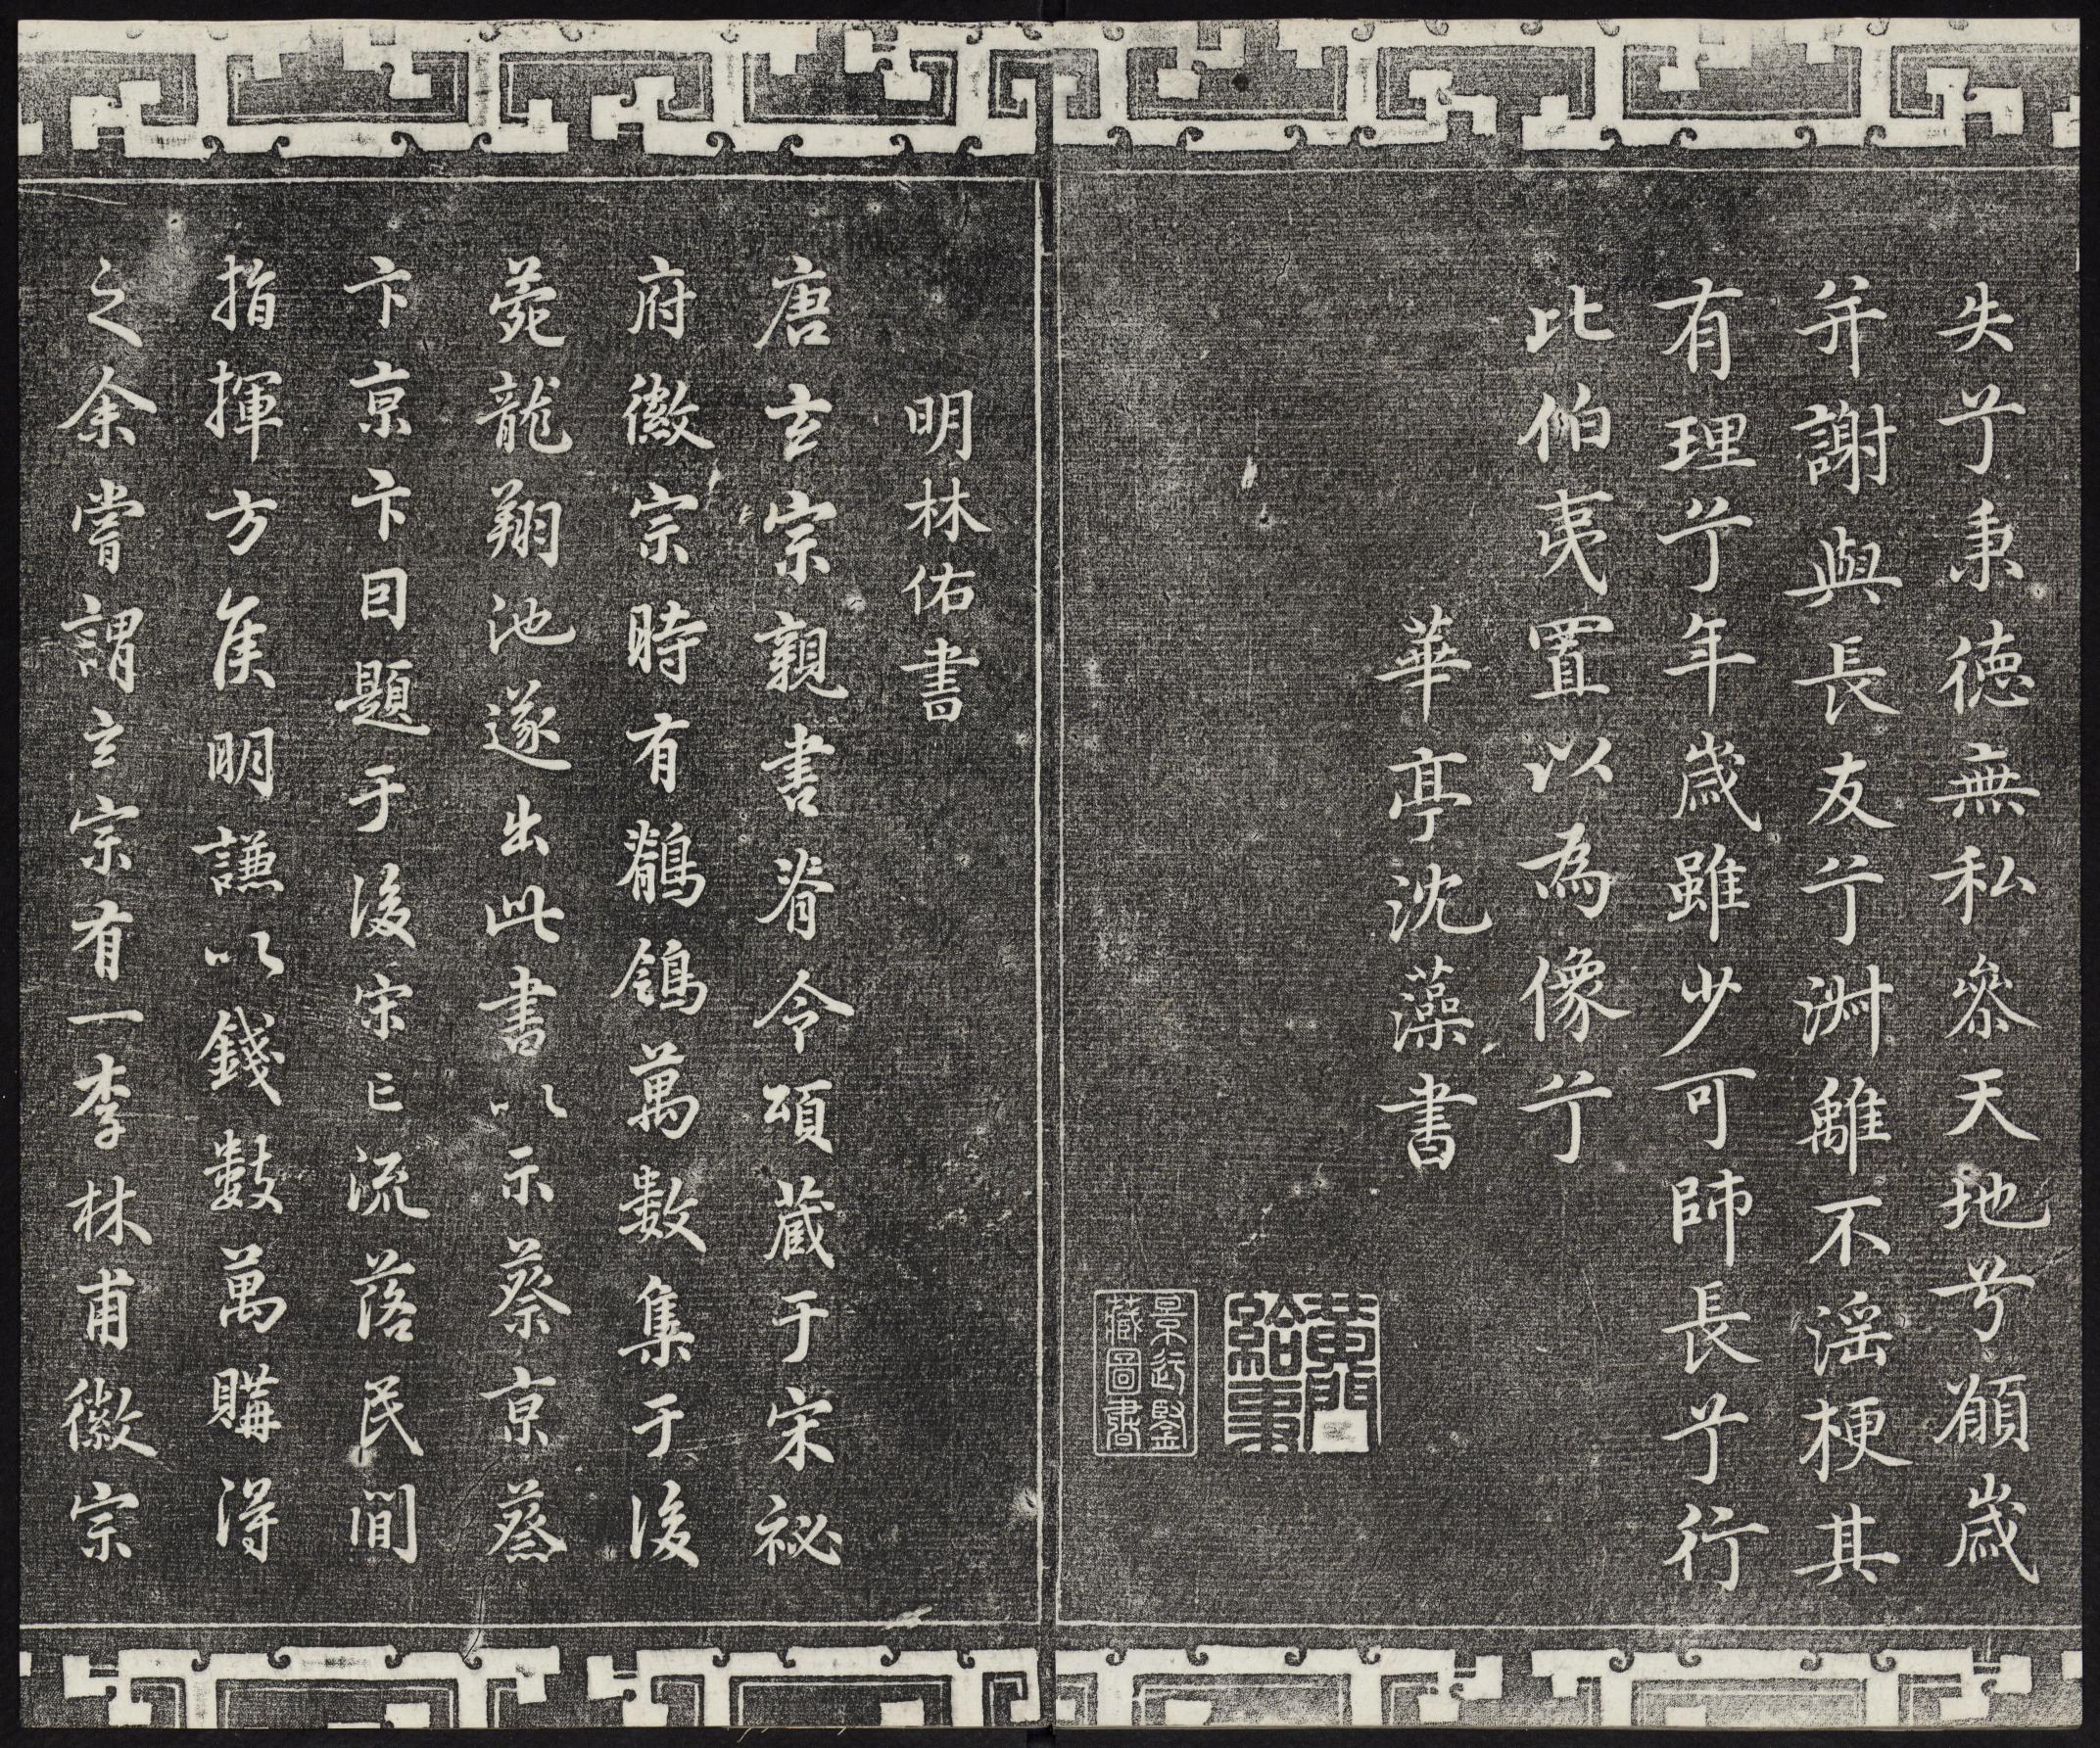 失兮秉德無私參天地兮願歲
并謝與長友兮淑離不淫梗其
有理兮年歲雖少可師長兮行
比伯夷置以為像兮
華亭沈藻書
景行堅
藏圖書
明林佑書
唐玄宗親書脊令頌蔵于宋祕
府徽宗時有鶺鴒萬數集于後
苑龍翔池遂出此書以示蔡京蔡
卞京卞目題于後宋亡流落民間
指揮方侯明謙以錢數萬購得
之余嘗謂玄宗有一李林甫徽宗